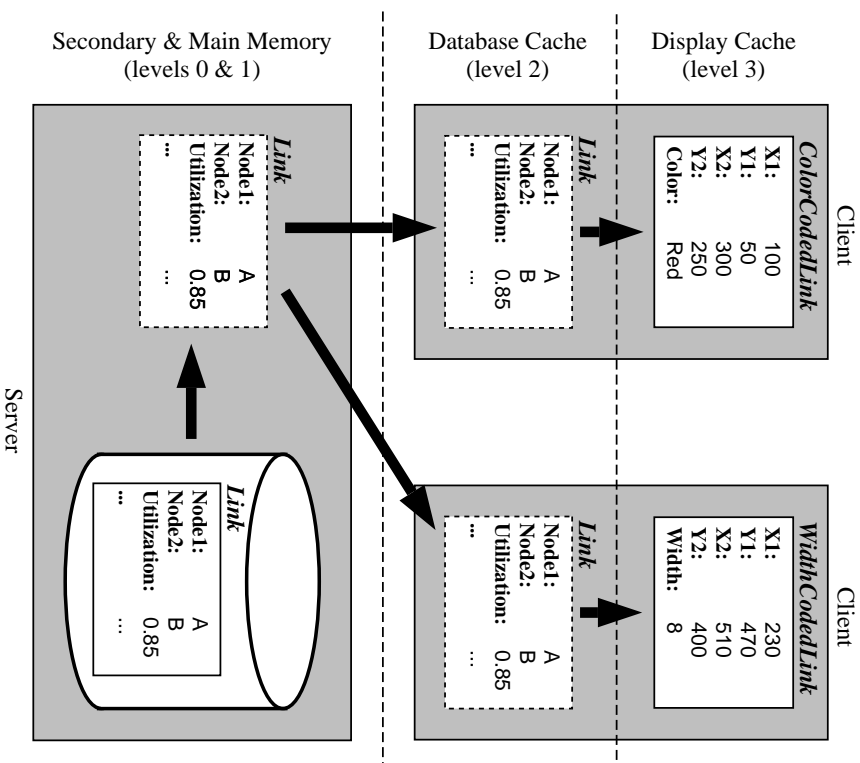 Secondary & Main Memory
(levels 0 & 1)
Database Cache
(level 2)
Display Cache
(level 3)
Client
ColorCodedLink
X1: 100
Y1: 50
X2: 300
Y2: 250
Color: Red
Link
Node1: A
Node2: B
Utilization: 0.85
... ...
Link
Node1: A
Node2: B
Utilization: 0.85
... ...
Client
WidthCodedLink
X1: 230
Y1: 470
X2: 510
Y2: 400
Width: 8
Link
Node1: A
Node2: B
Utilization: 0.85
... ...
Link
Node1: A
Node2: B
Utilization: 0.85
... ...
Server